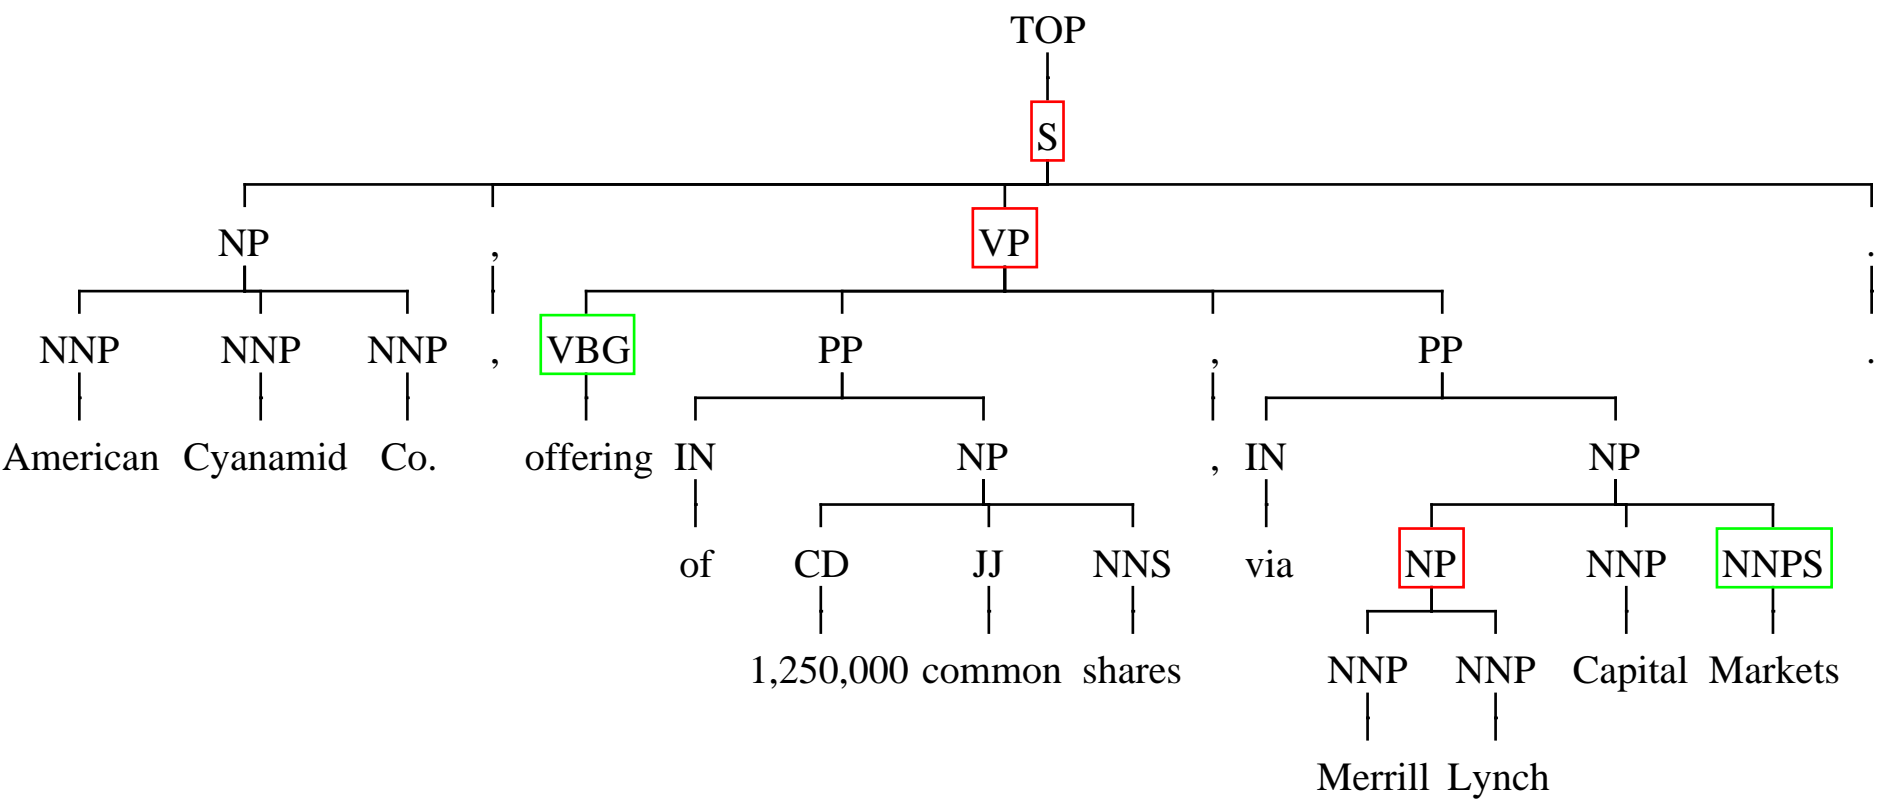 TOP
S
NP , VP .
NNP NNP NNP , VBG PP , PP .
American Cyanamid Co. offering IN NP , IN NP
of CD JJ NNS via NP NNP NNPS
1,250,000 common shares NNP NNP Capital Markets
Merrill Lynch